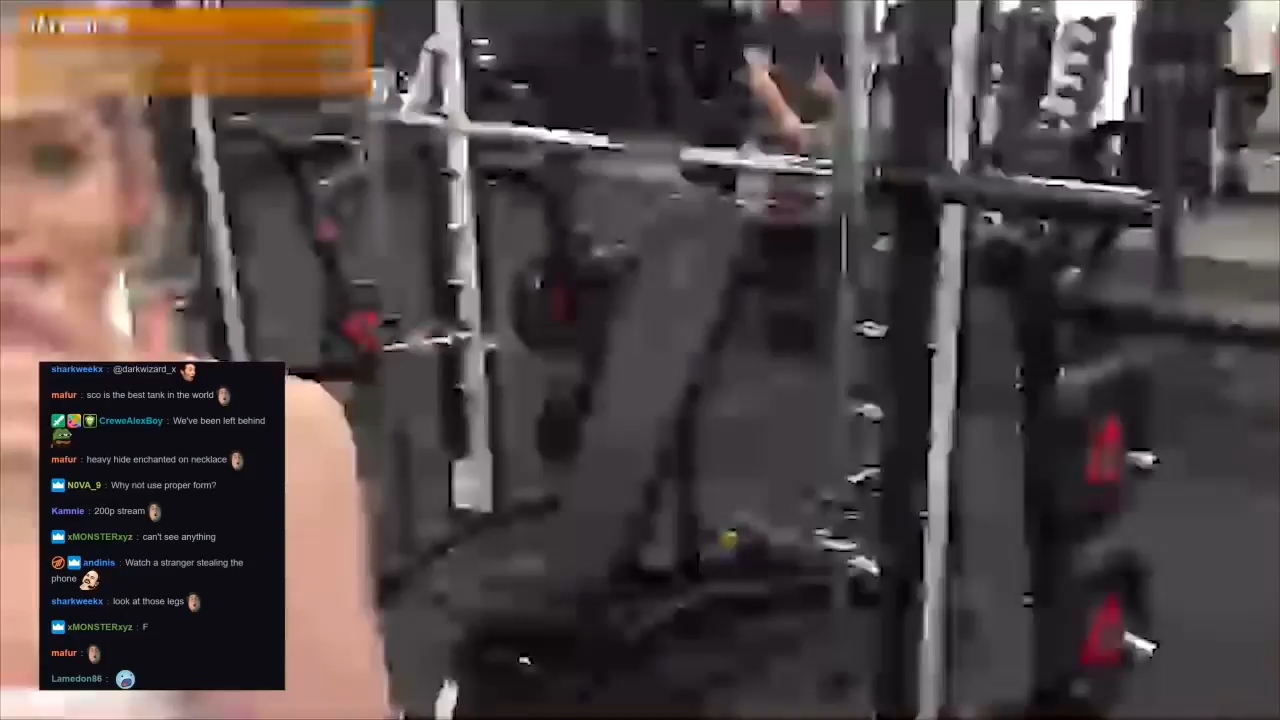 sharkweekx : @darkwizard_x
mafur : sco is the best tank in the world
CreweAlexBoy : We've been left behind
mafur : heavy hide enchanted on necklace
N0VA_9 : Why not use proper form?
Kamnie : 200p stream
xMONSTERxyz : can't see anything
andinis : Watch a stranger stealing the
phone
sharkweekx : look at those legs
xMONSTERxyz : F
mafur :
Lamedon86 :